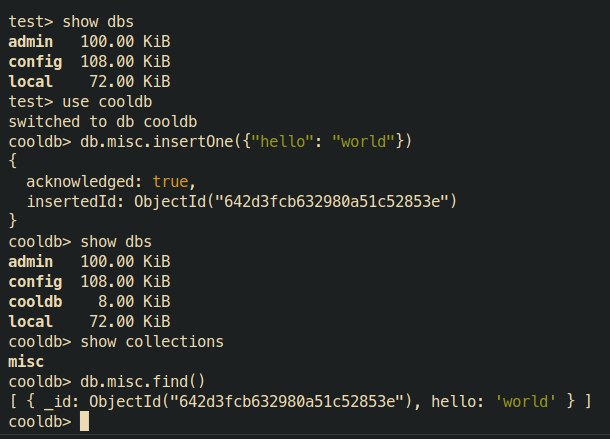 test> show dbs
admin   100.00 KiB
config  108.00 KiB
local    72.00 KiB
test> use cooldb
switched to db cooldb
cooldb> db.misc.insertOne({"hello": "world"})
{
  acknowledged: true,
  insertedId: ObjectId("642d3fcb632980a51c52853e")
}
cooldb> show dbs
admin   100.00 KiB
config  108.00 KiB
cooldb    8.00 KiB
local    72.00 KiB
cooldb> show collections
misc
cooldb> db.misc.find()
[ { _id: ObjectId("642d3fcb632980a51c52853e"), hello: 'world' } ]
cooldb>